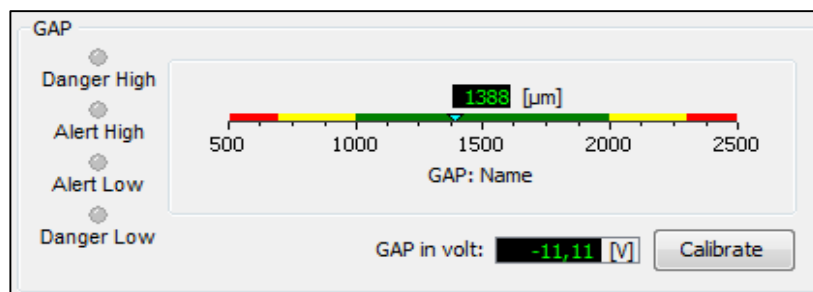 GAP
Danger High
Alert High
Alert Low
Danger Low
1388 [µm]
500 1000 1500 2000 2500
GAP: Name
GAP in volt: -11,11 [V] Calibrate